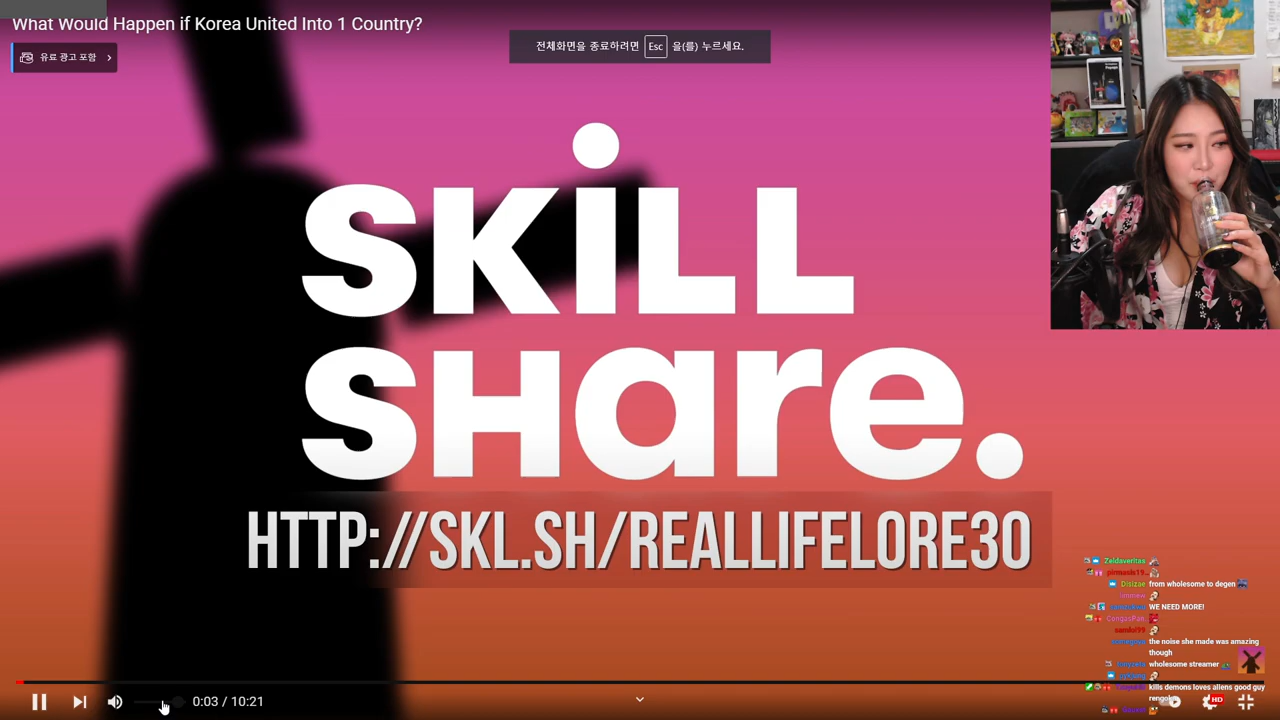 What Would Happen if Korea United Into 1 Country?
유료 광고 포함
전체화면을 종료하려면 Esc 을(를) 누르세요.
SKiLL
SHare.
HTTP://SKL.SH/REALLIFELORE30
Zeldaveritas
Disizae from wholesome to degen
WE NEED MORE!
the noise she made was amazing
though
wholesome streamer
kills demons loves aliens good guy
0:03 / 10:21
HD